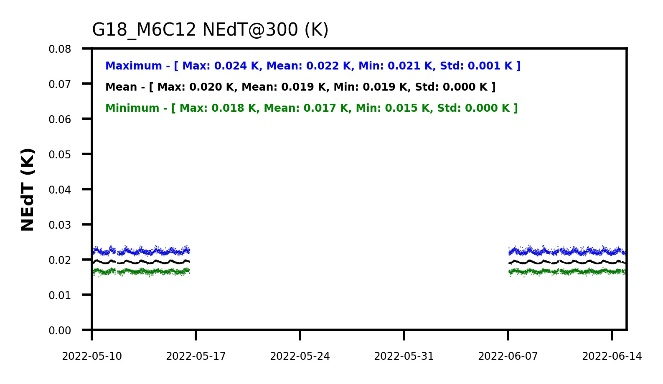 G18_M6C12 NEdT@300 (K)
0.08
Maximum - [ Max: 0.024 K, Mean: 0.022 K, Min: 0.021 K, Std: 0.001 K ]
0.07
Mean - [ Max: 0.020 K, Mean: 0.019 K, Min: 0.019 K, Std: 0.000 K ]
Minimum - [ Max: 0.018 K, Mean: 0.017 K, Min: 0.015 K, Std: 0.000 K ]
0.06
0.05
NEdT (K)
0.04
0.03
0.02
0.01
0.00
2022-05-10 2022-05-17 2022-05-24 2022-05-31 2022-06-07 2022-06-14